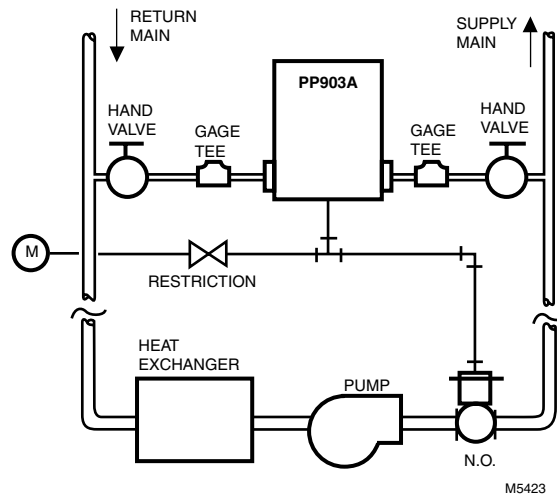 RETURN
MAIN
SUPPLY
MAIN
PP903A
HAND
VALVE
GAGE
TEE
GAGE
TEE
HAND
VALVE
M
RESTRICTION
HEAT
EXCHANGER
PUMP
N.O.
M5423